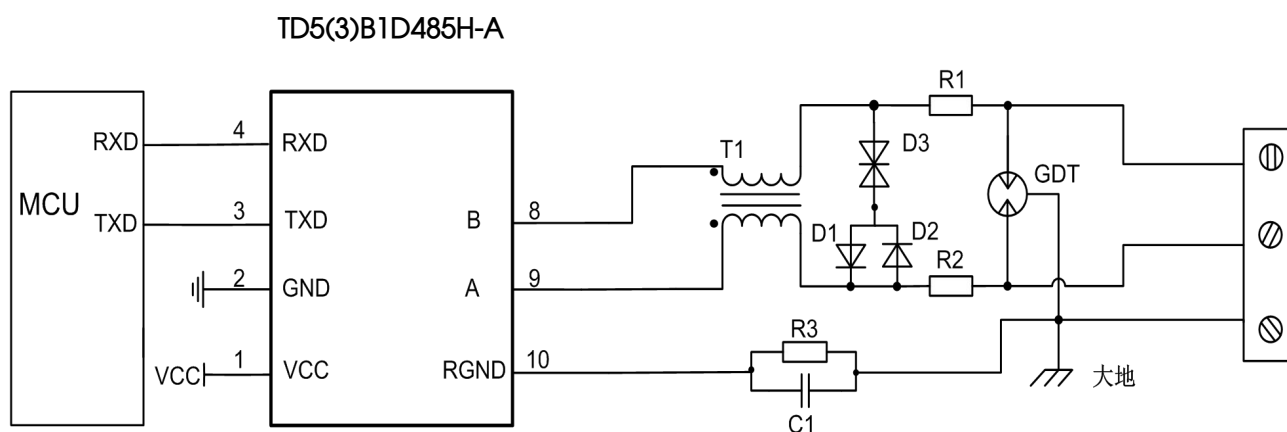 TD5(3)B1D485H-A
MCU
RXD
4
RXD
TXD
3
TXD
2
GND
VCC
1
VCC
B
8
A
9
RGND
10
T1
R1
D3
GDT
D1
D2
R2
R3
C1
大地